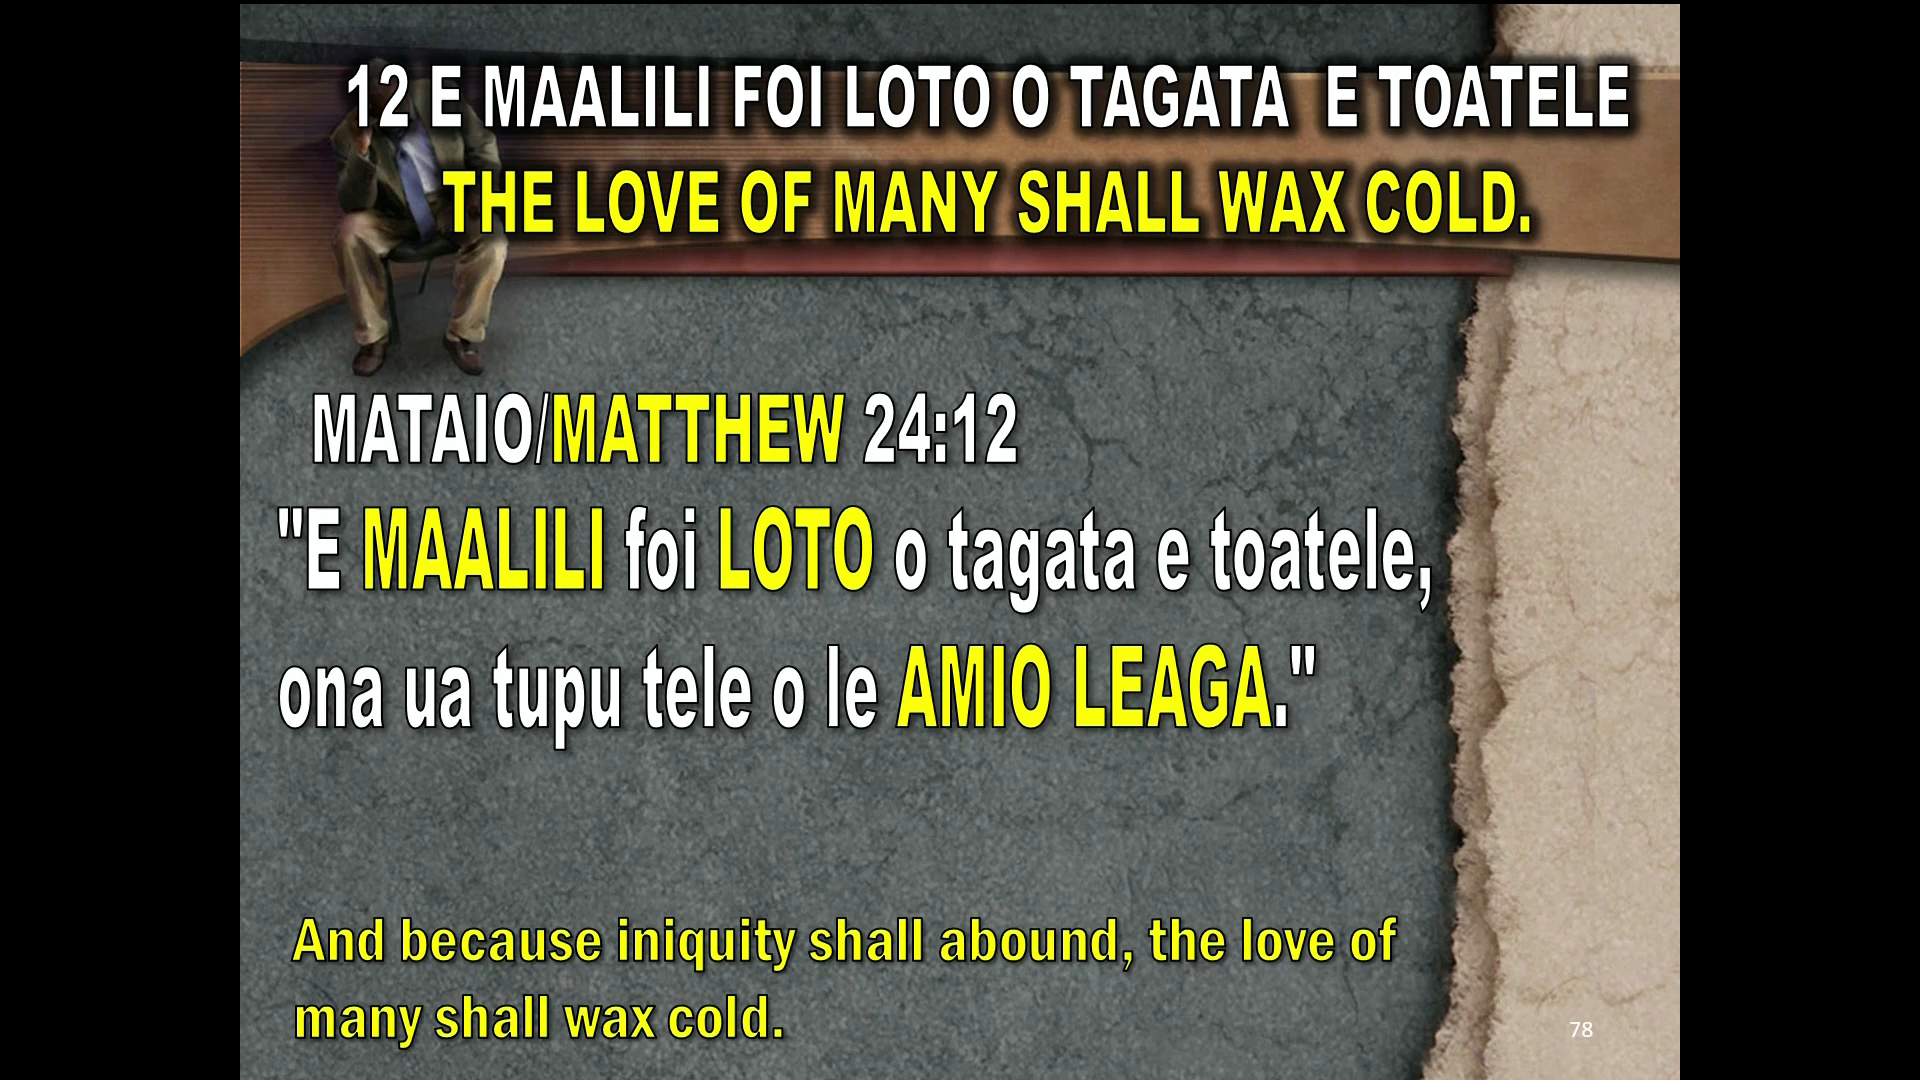 12 E MAALILI FOI LOTO O TAGATA E TOATELE
THE LOVE OF MANY SHALL WAX COLD.
MATAIO/MATTHEW 24:12
"E MAALILI foi LOTO o tagata e toatele,
ona ua tupu tele o le AMIO LEAGA."
And because iniquity shall abound, the love of
many shall wax cold.
78